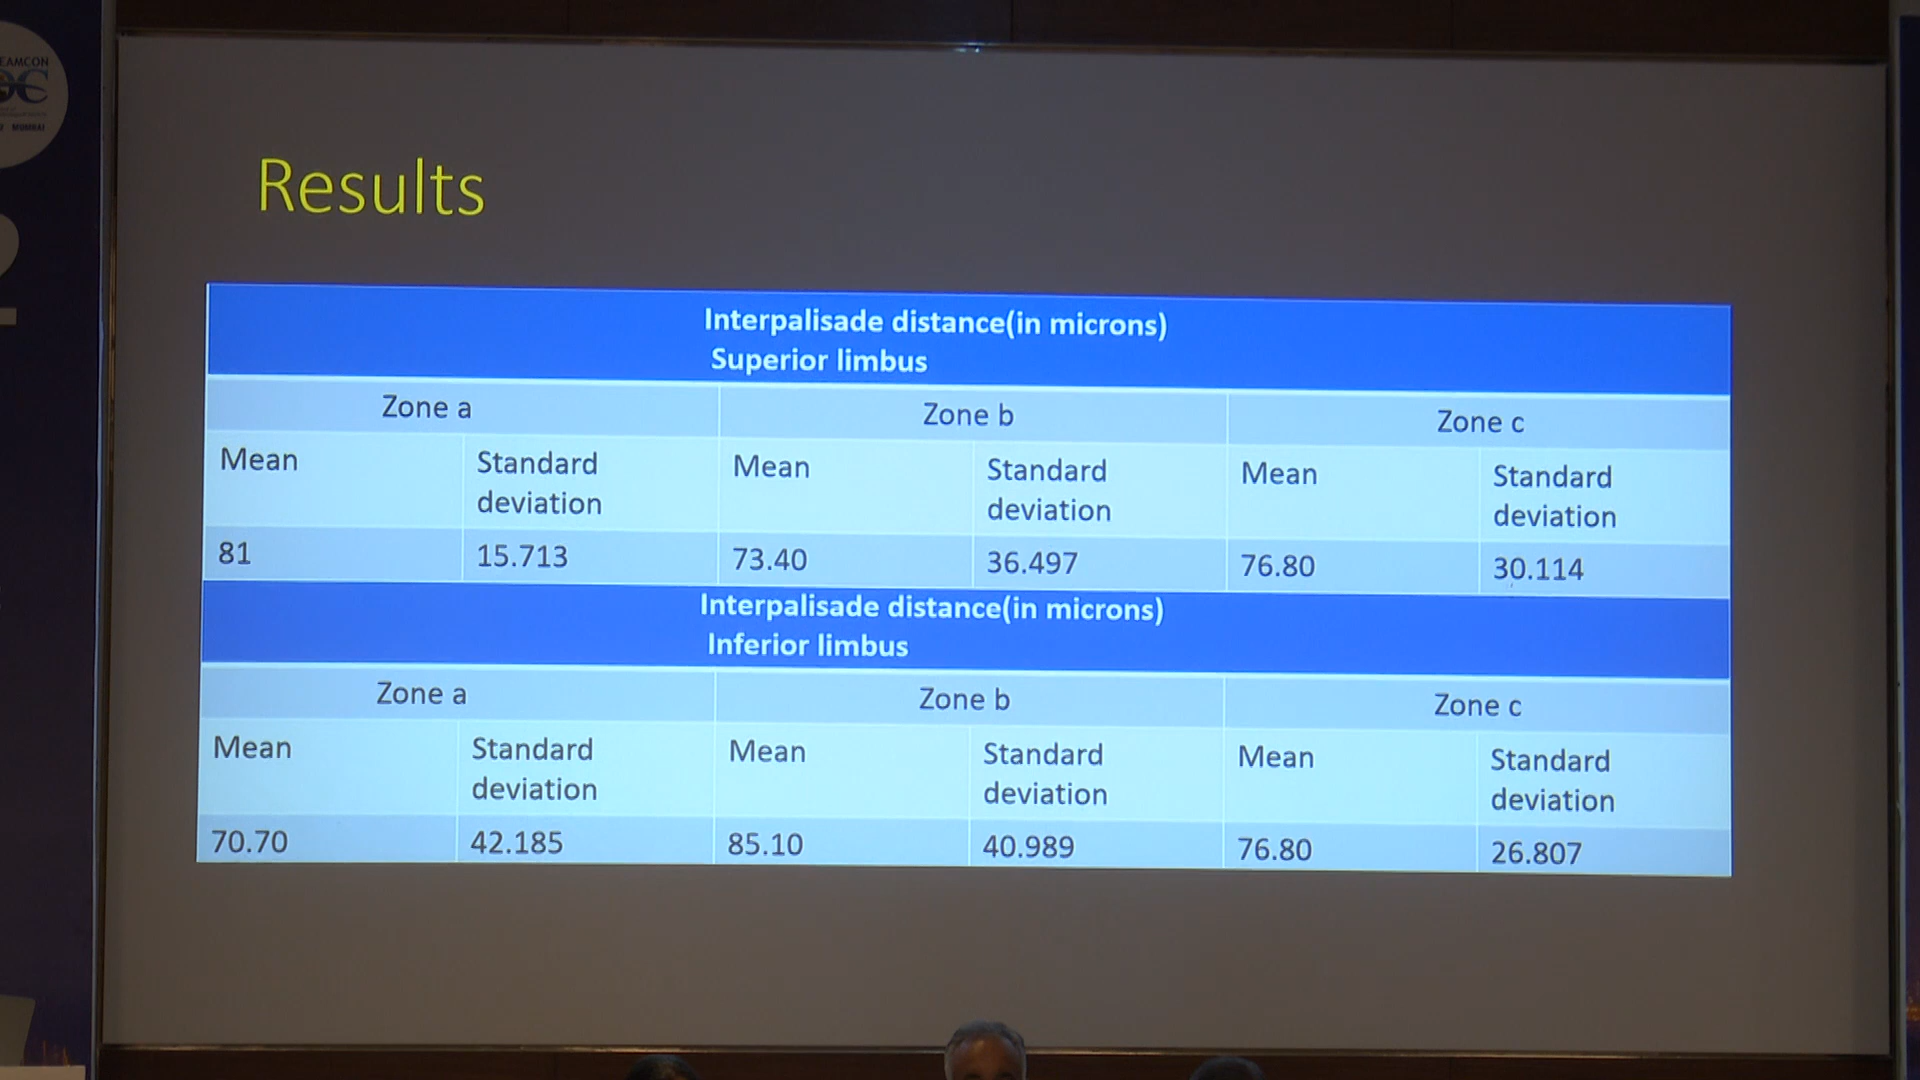 EAMCON
MUMBAI
2
Results
Interpalisade distance(in microns)
Superior limbus
Zone a Zone b Zone c
Mean Standard deviation Mean Standard deviation Mean Standard deviation
81 15.713 73.40 36.497 76.80 30.114
Interpalisade distance(in microns)
Inferior limbus
Zone a Zone b Zone c
Mean Standard deviation Mean Standard deviation Mean Standard deviation
70.70 42.185 85.10 40.989 76.80 26.807